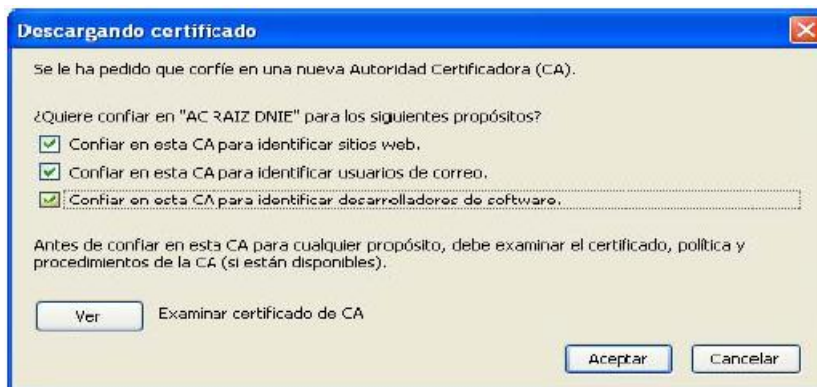 Descargando certificado
Se le ha pedido que confíe en una nueva Autoridad Certificadora (CA).
¿Quiere confiar en "AC RAIZ DNIE" para los siguientes propósitos?
Confiar en esta CA para identificar sitios web.
Confiar en esta CA para identificar usuarios de correo.
Confiar en esta CA para identificar desarrolladores de software.
Antes de confiar en esta CA para cualquier propósito, debe examinar el certificado, política y
procedimientos de la CA (si están disponibles).
Ver Examinar certificado de CA
Aceptar Cancelar